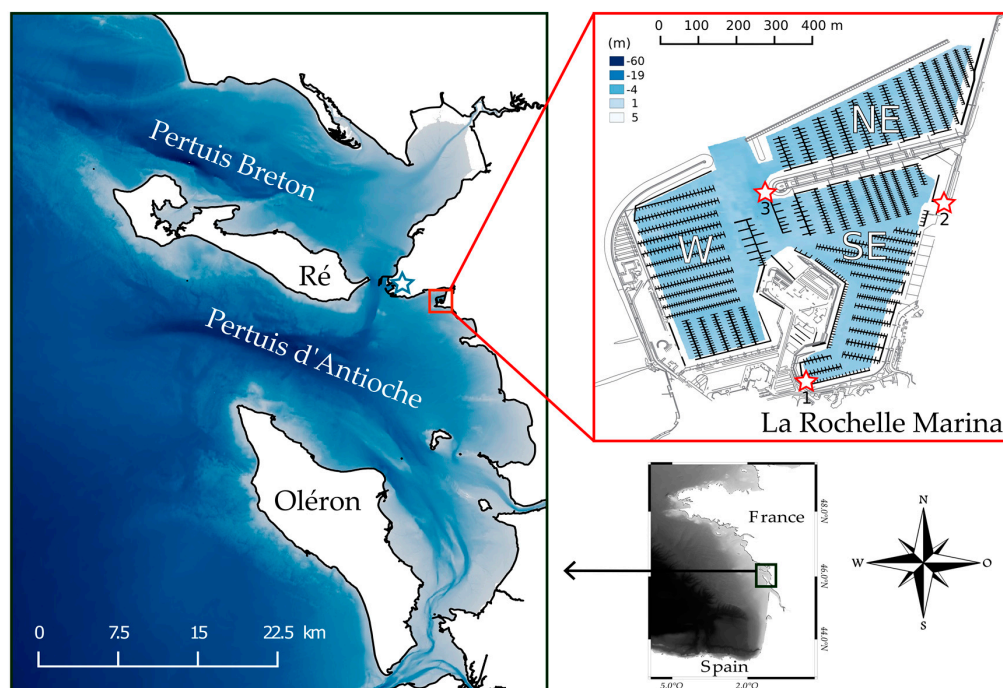 Pertuis Breton
Ré
Pertuis d'Antioche
Oléron
0 7.5 15 22.5 km
0 100 200 300 400 m
(m)
-60
-19
-4
1
5
NE
3
2
W
SE
1
La Rochelle Marina
France
Spain
48.0°N
46.0°N
44.0°N
5.0°O
2.0°O
N
W
O
S